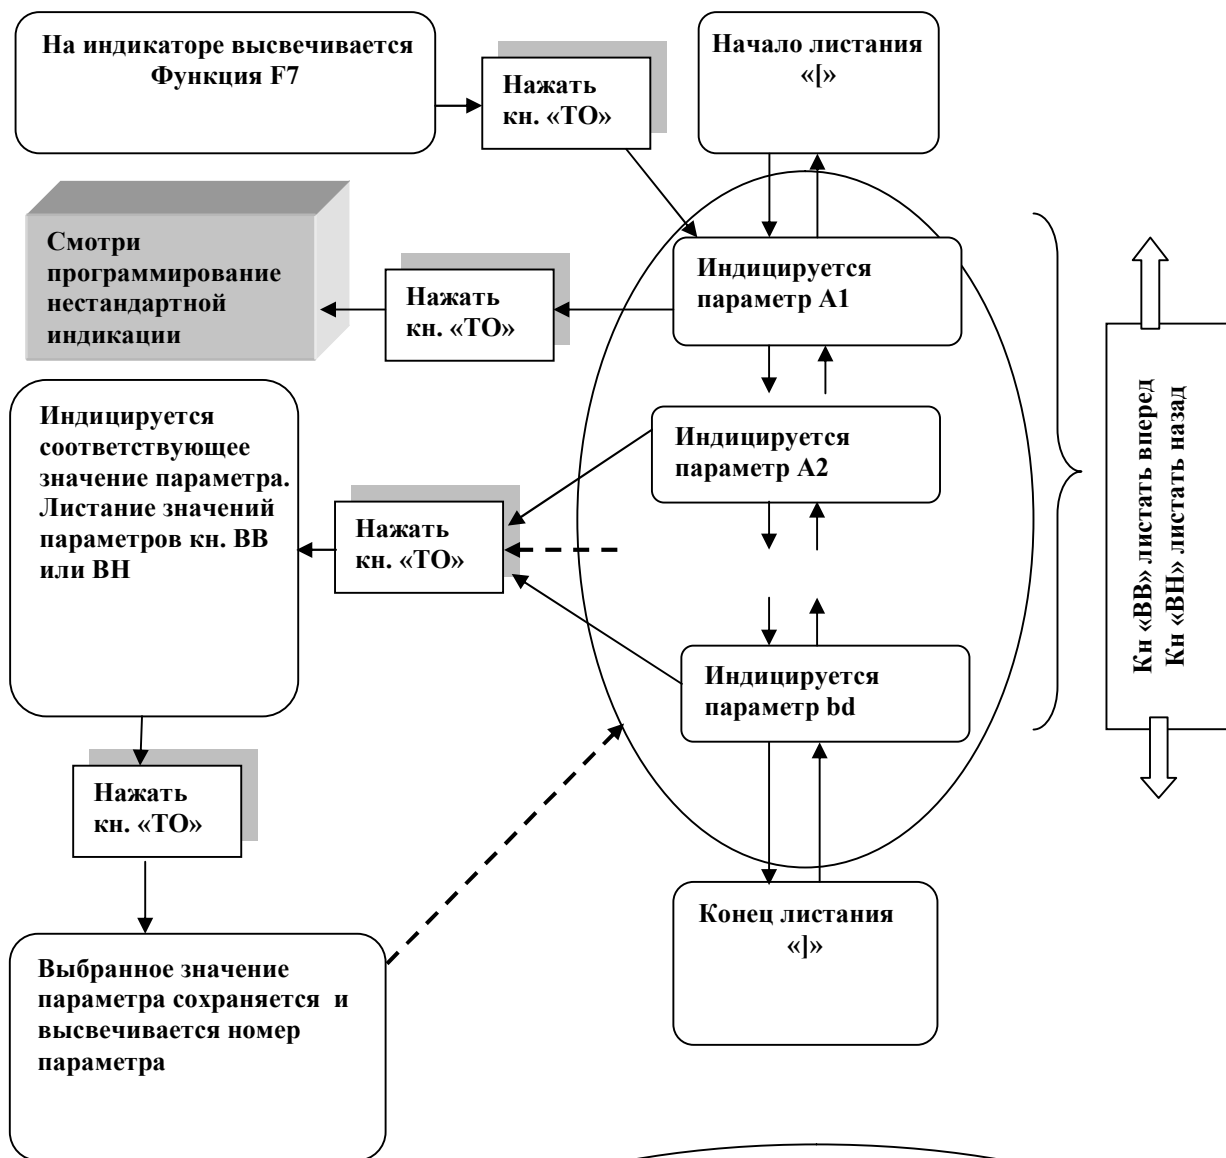 На индикаторе высвечивается
Функция F7
Нажать
кн. «ТО»
Начало листания
«[»
Смотри
программирование
нестандартной
индикации
Нажать
кн. «ТО»
Индицируется
параметр А1
Индицируется
соответствующее
значение параметра.
Листание значений
параметров кн. ВВ
или ВН
Нажать
кн. «ТО»
Индицируется
параметр А2
Кн «ВВ» листать вперед
Кн «ВН» листать назад
Индицируется
параметр bd
Нажать
кн. «ТО»
Конец листания
«]»
Выбранное значение
параметра сохраняется и
высвечивается номер
параметра